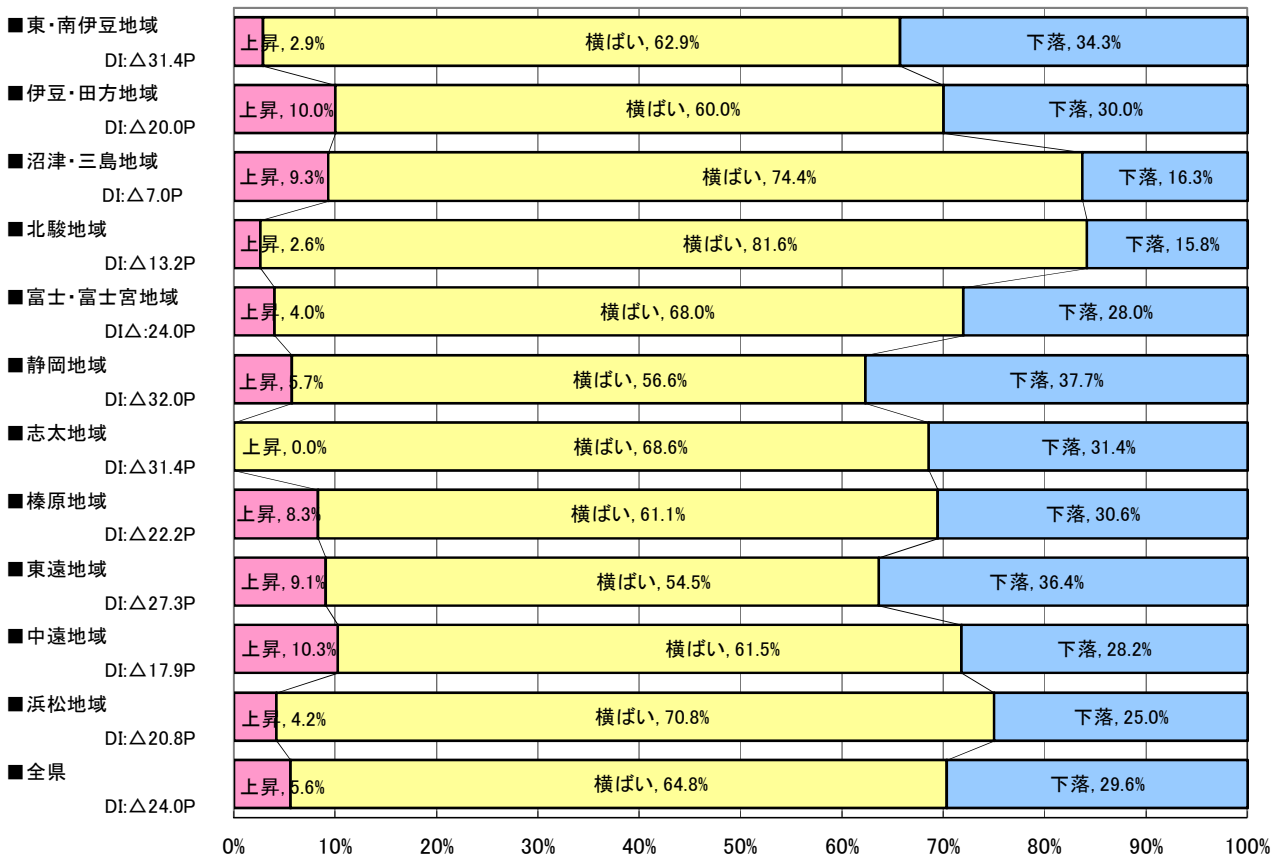 ■東・南伊豆地域
DI:△31.4P
上昇, 2.9% 横ばい, 62.9% 下落, 34.3%
■伊豆・田方地域
DI:△20.0P
上昇, 10.0% 横ばい, 60.0% 下落, 30.0%
■沼津・三島地域
DI:△7.0P
上昇, 9.3% 横ばい, 74.4% 下落, 16.3%
■北駿地域
DI:△13.2P
上昇, 2.6% 横ばい, 81.6% 下落, 15.8%
■富士・富士宮地域
DI△:24.0P
上昇, 4.0% 横ばい, 68.0% 下落, 28.0%
■静岡地域
DI:△32.0P
上昇, 5.7% 横ばい, 56.6% 下落, 37.7%
■志太地域
DI:△31.4P
上昇, 0.0% 横ばい, 68.6% 下落, 31.4%
■榛原地域
DI:△22.2P
上昇, 8.3% 横ばい, 61.1% 下落, 30.6%
■東遠地域
DI:△27.3P
上昇, 9.1% 横ばい, 54.5% 下落, 36.4%
■中遠地域
DI:△17.9P
上昇, 10.3% 横ばい, 61.5% 下落, 28.2%
■浜松地域
DI:△20.8P
上昇, 4.2% 横ばい, 70.8% 下落, 25.0%
■全県
DI:△24.0P
上昇, 5.6% 横ばい, 64.8% 下落, 29.6%
0% 10% 20% 30% 40% 50% 60% 70% 80% 90% 100%